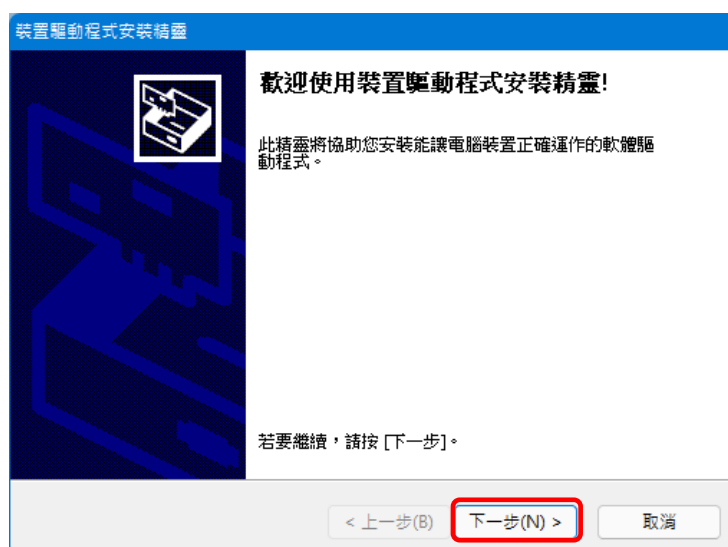 裝置驅動程式安裝精靈
歡迎使用裝置驅動程式安裝精靈!
此精靈將協助您安裝能讓電腦裝置正確運作的軟體驅
動程式。
若要繼續，請按 [下一步]。
< 上一步(B)
下一步(N) >
取消